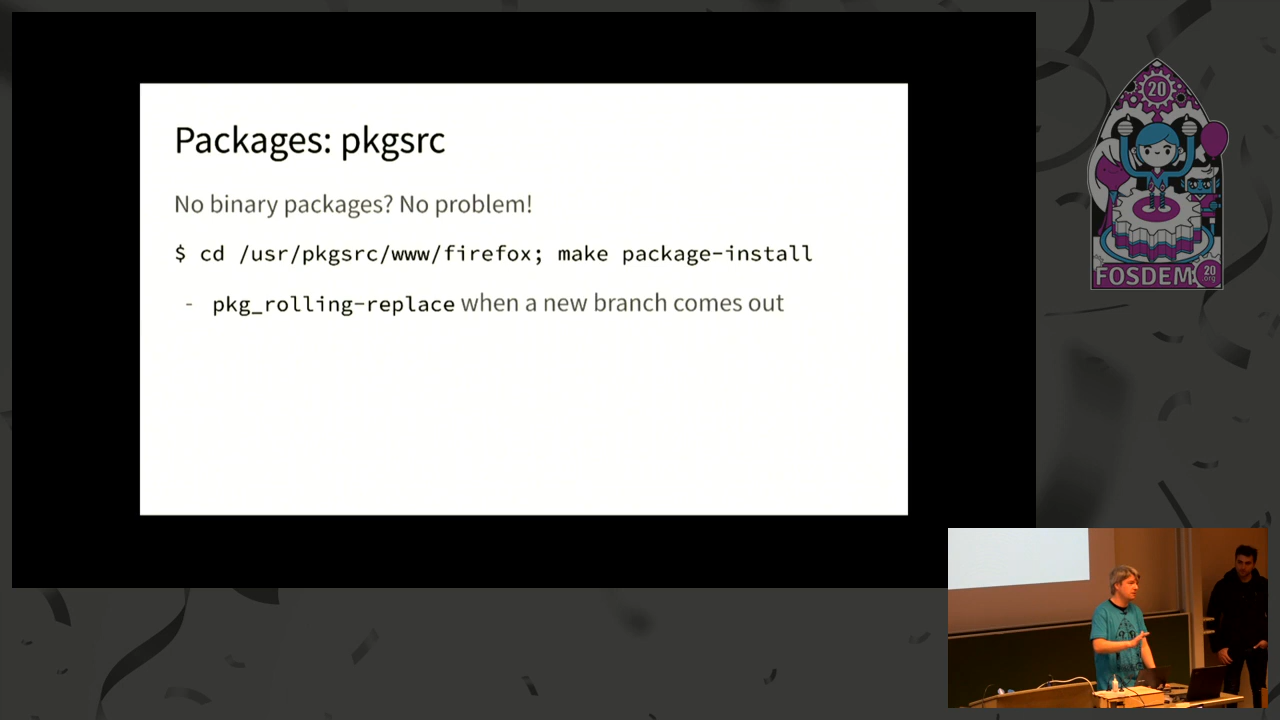 Packages: pkgsrc
No binary packages? No problem!
$ cd /usr/pkgsrc/www/firefox; make package-install
- pkg_rolling-replace when a new branch comes out
20
FOSDEM
20
.org